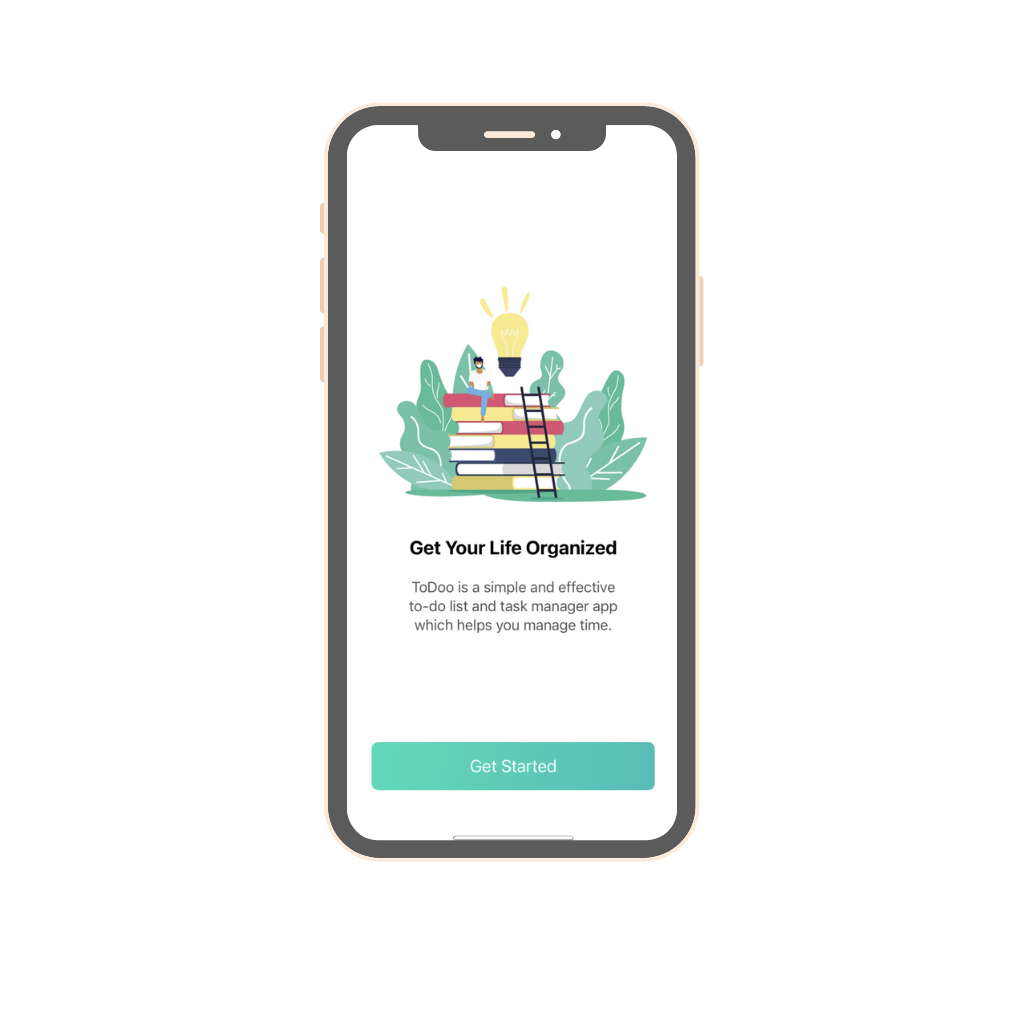 Get Your Life Organized
ToDoo is a simple and effective
to-do list and task manager app
which helps you manage time.
Get Started